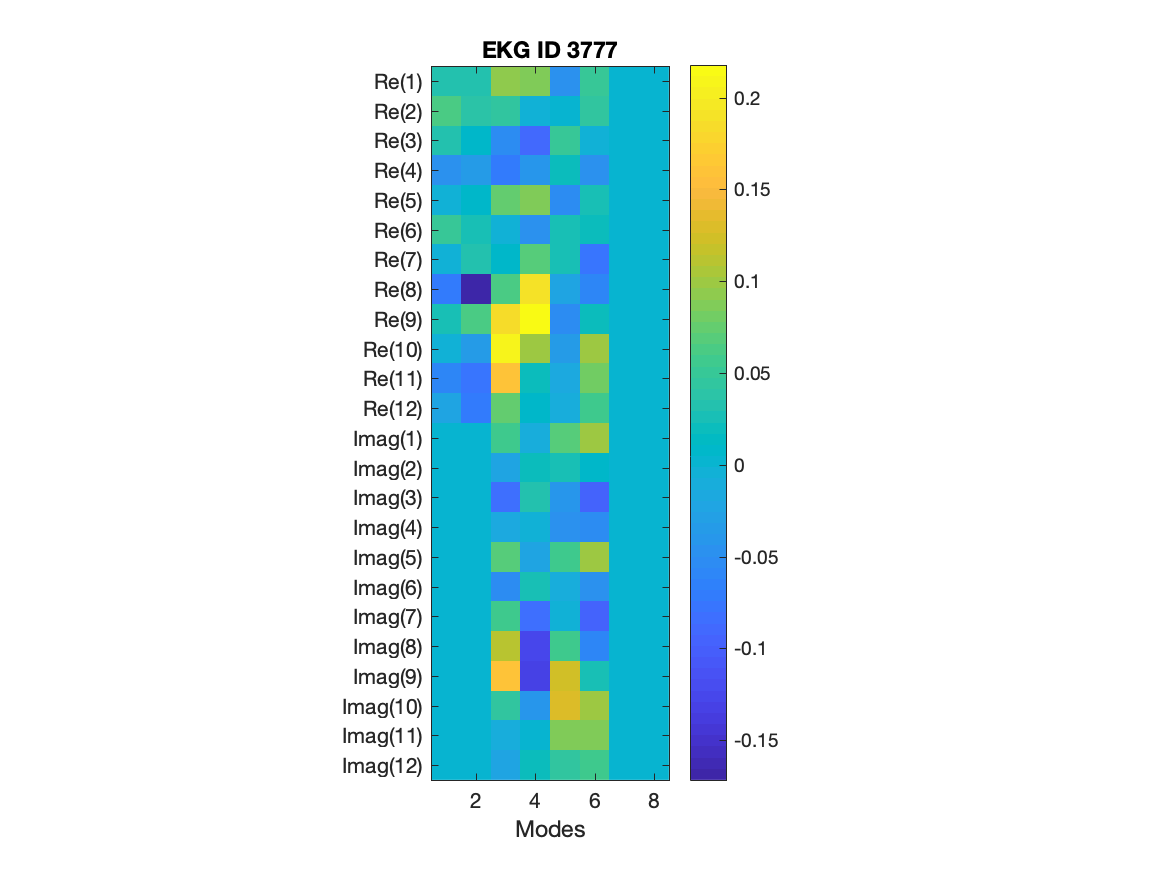 EKG ID 3777
Re(1)
Re(2)
Re(3)
Re(4)
Re(5)
Re(6)
Re(7)
Re(8)
Re(9)
Re(10)
Re(11)
Re(12)
Imag(1)
Imag(2)
Imag(3)
Imag(4)
Imag(5)
Imag(6)
Imag(7)
Imag(8)
Imag(9)
Imag(10)
Imag(11)
Imag(12)
2 4 6 8
Modes
0.2
0.15
0.1
0.05
0
-0.05
-0.1
-0.15